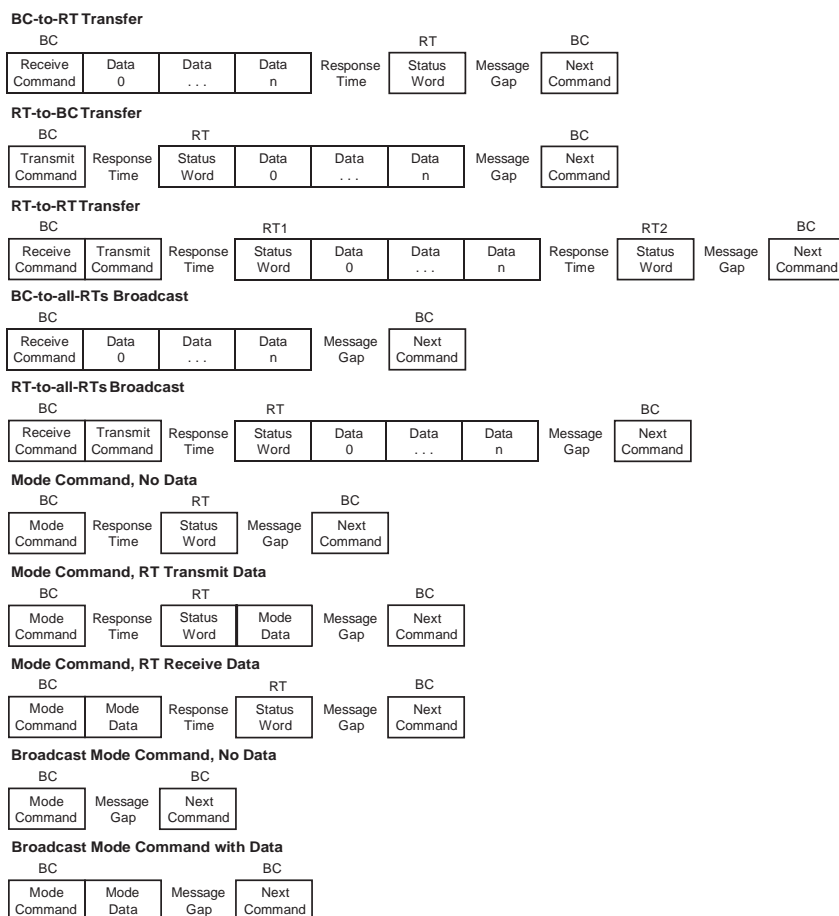 BC-to-RT Transfer
BC RT BC
Receive Data Data Data Response Status Message Next
Command 0 . . . n Time Word Gap Command
RT-to-BC Transfer
BC RT BC
Transmit Response Status Data Data Data Message Next
Command Time Word 0 . . . n Gap Command
RT-to-RT Transfer
BC RT1 RT2 BC
Receive Transmit Response Status Data Data Data Response Status Message Next
Command Command Time Word 0 . . . n Time Word Gap Command
BC-to-all-RTs Broadcast
BC BC
Receive Data Data Data Message Next
Command 0 . . . n Gap Command
RT-to-all-RTs Broadcast
BC RT BC
Receive Transmit Response Status Data Data Data Message Next
Command Command Time Word 0 . . . n Gap Command
Mode Command, No Data
BC RT BC
Mode Response Status Message Next
Command Time Word Gap Command
Mode Command, RT Transmit Data
BC RT BC
Mode Response Status Mode Message Next
Command Time Word Data Gap Command
Mode Command, RT Receive Data
BC RT BC
Mode Mode Response Status Message Next
Command Data Time Word Gap Command
Broadcast Mode Command, No Data
BC BC
Mode Message Next
Command Gap Command
Broadcast Mode Command with Data
BC BC
Mode Mode Message Next
Command Data Gap Command